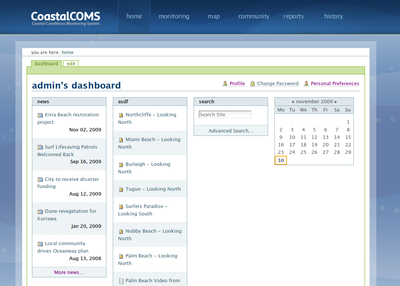 CoastalCOMS
Coastal Conditions Monitoring System
home monitoring map community reports history
you are here: home
dashboard edit
admin's dashboard
Profile Change Password Personal Preferences
news
Kirra Beach restoration project
Nov 02, 2009
Surf Lifesaving Patrols Welcomed Back
Sep 16, 2009
City to receive disaster funding
Aug 12, 2009
Dune revegetation for Kurrawa
Jan 20, 2009
Local community drives Oceanway plan
Aug 13, 2008
More news...
asdf
Northcliffe – Looking North
Miami Beach – Looking North
Burleigh – Looking North
Tugun – Looking North
Surfers Paradise – Looking South
Nobby Beach – Looking North
Palm Beach – Looking North
Palm Beach Video from
search
Search Site
Advanced Search...
« november 2009 »
Mo Tu We Th Fr Sa Su
1
2 3 4 5 6 7 8
9 10 11 12 13 14 15
16 17 18 19 20 21 22
23 24 25 26 27 28 29
30